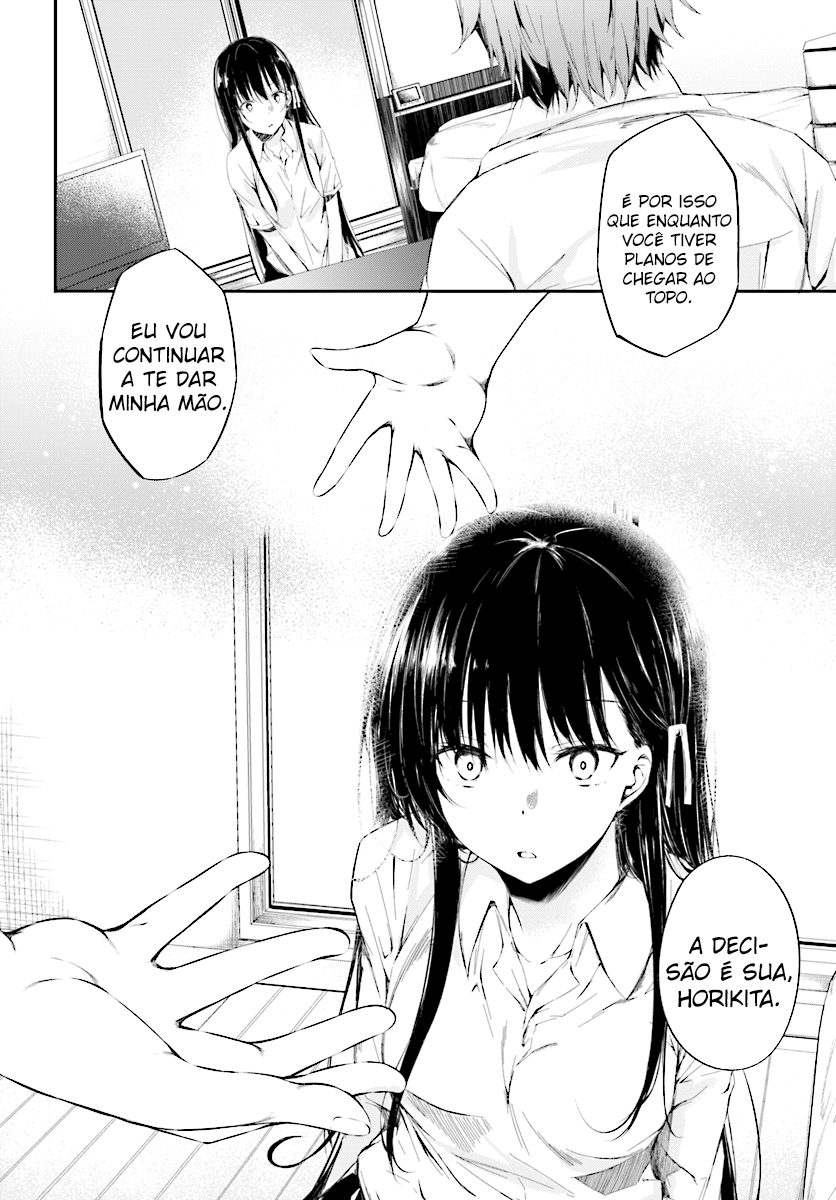 É POR ISSO
QUE ENQUANTO
VOCÊ TIVER
PLANOS DE
CHEGAR AO
TOPO.
EU VOU
CONTINUAR
A TE DAR
MINHA MÃO.
A DECI-
SÃO É SUA,
HORIKITA.